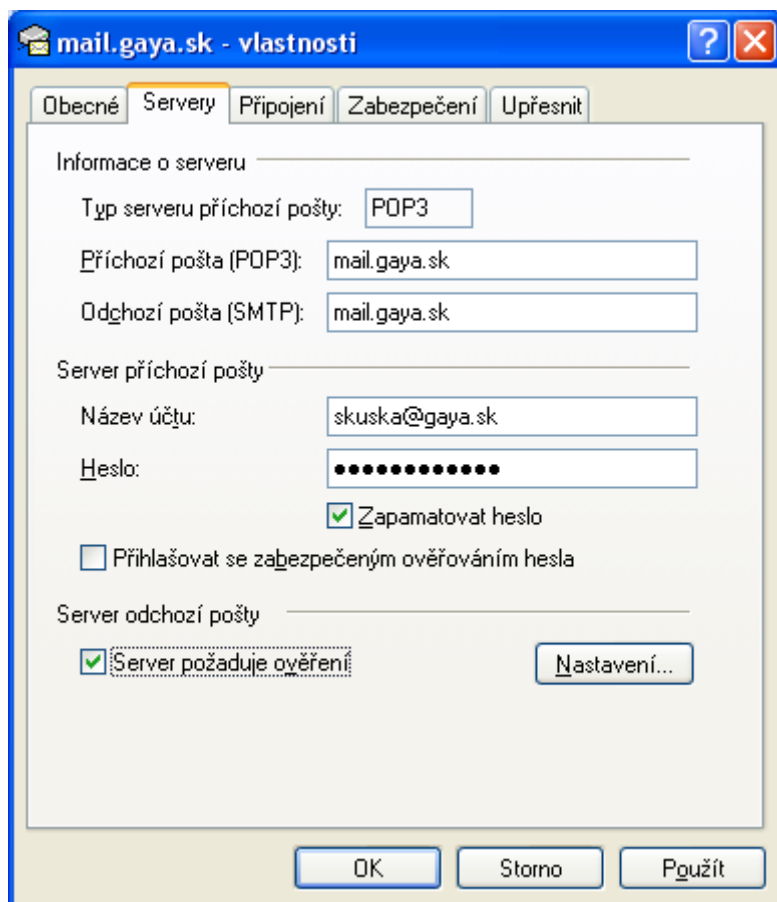 mail.gaya.sk - vlastnosti
Obecné Servery Připojení Zabezpečení Upřesnit
Informace o serveru
Typ serveru příchozí pošty: POP3
Příchozí pošta (POP3): mail.gaya.sk
Odchozí pošta (SMTP): mail.gaya.sk
Server příchozí pošty
Název účtu: skuska@gaya.sk
Heslo: ●●●●●●●●●●●●
Zapamatovat heslo
Přihlašovat se zabezpečeným ověřováním hesla
Server odchozí pošty
Server požaduje ověření Nastavení...
OK Storno Použít